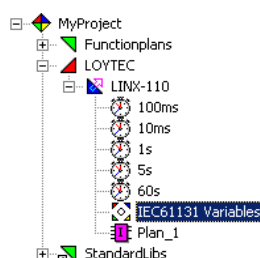 MyProject
Functionplans
LOYTEC
LINX-110
100ms
10ms
1s
5s
60s
IEC61131 Variables
Plan_1
StandardLibs